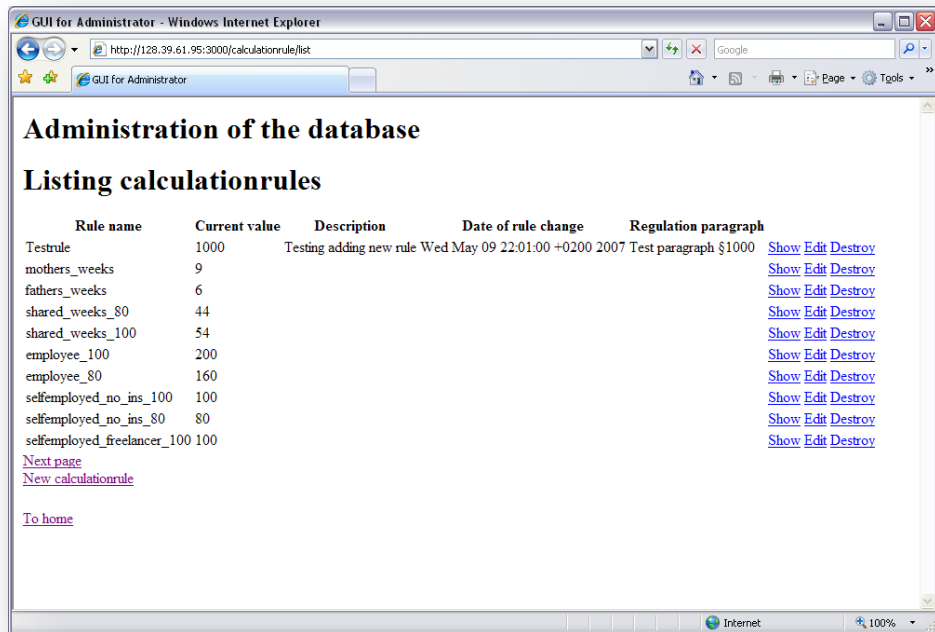 GUI for Administrator - Windows Internet Explorer
http://128.39.61.95:3000/calculationrule/list
Google
GUI for Administrator
Page
Tools
»
Administration of the database
Listing calculationrules
Rule name Current value Description Date of rule change Regulation paragraph
Testrule 1000 Testing adding new rule Wed May 09 22:01:00 +0200 2007 Test paragraph §1000 Show Edit Destroy
mothers_weeks 9 Show Edit Destroy
fathers_weeks 6 Show Edit Destroy
shared_weeks_80 44 Show Edit Destroy
shared_weeks_100 54 Show Edit Destroy
employee_100 200 Show Edit Destroy
employee_80 160 Show Edit Destroy
selfemployed_no_ins_100 100 Show Edit Destroy
selfemployed_no_ins_80 80 Show Edit Destroy
selfemployed_freelancer_100 100 Show Edit Destroy
Next page
New calculationrule
To home
Internet
100%